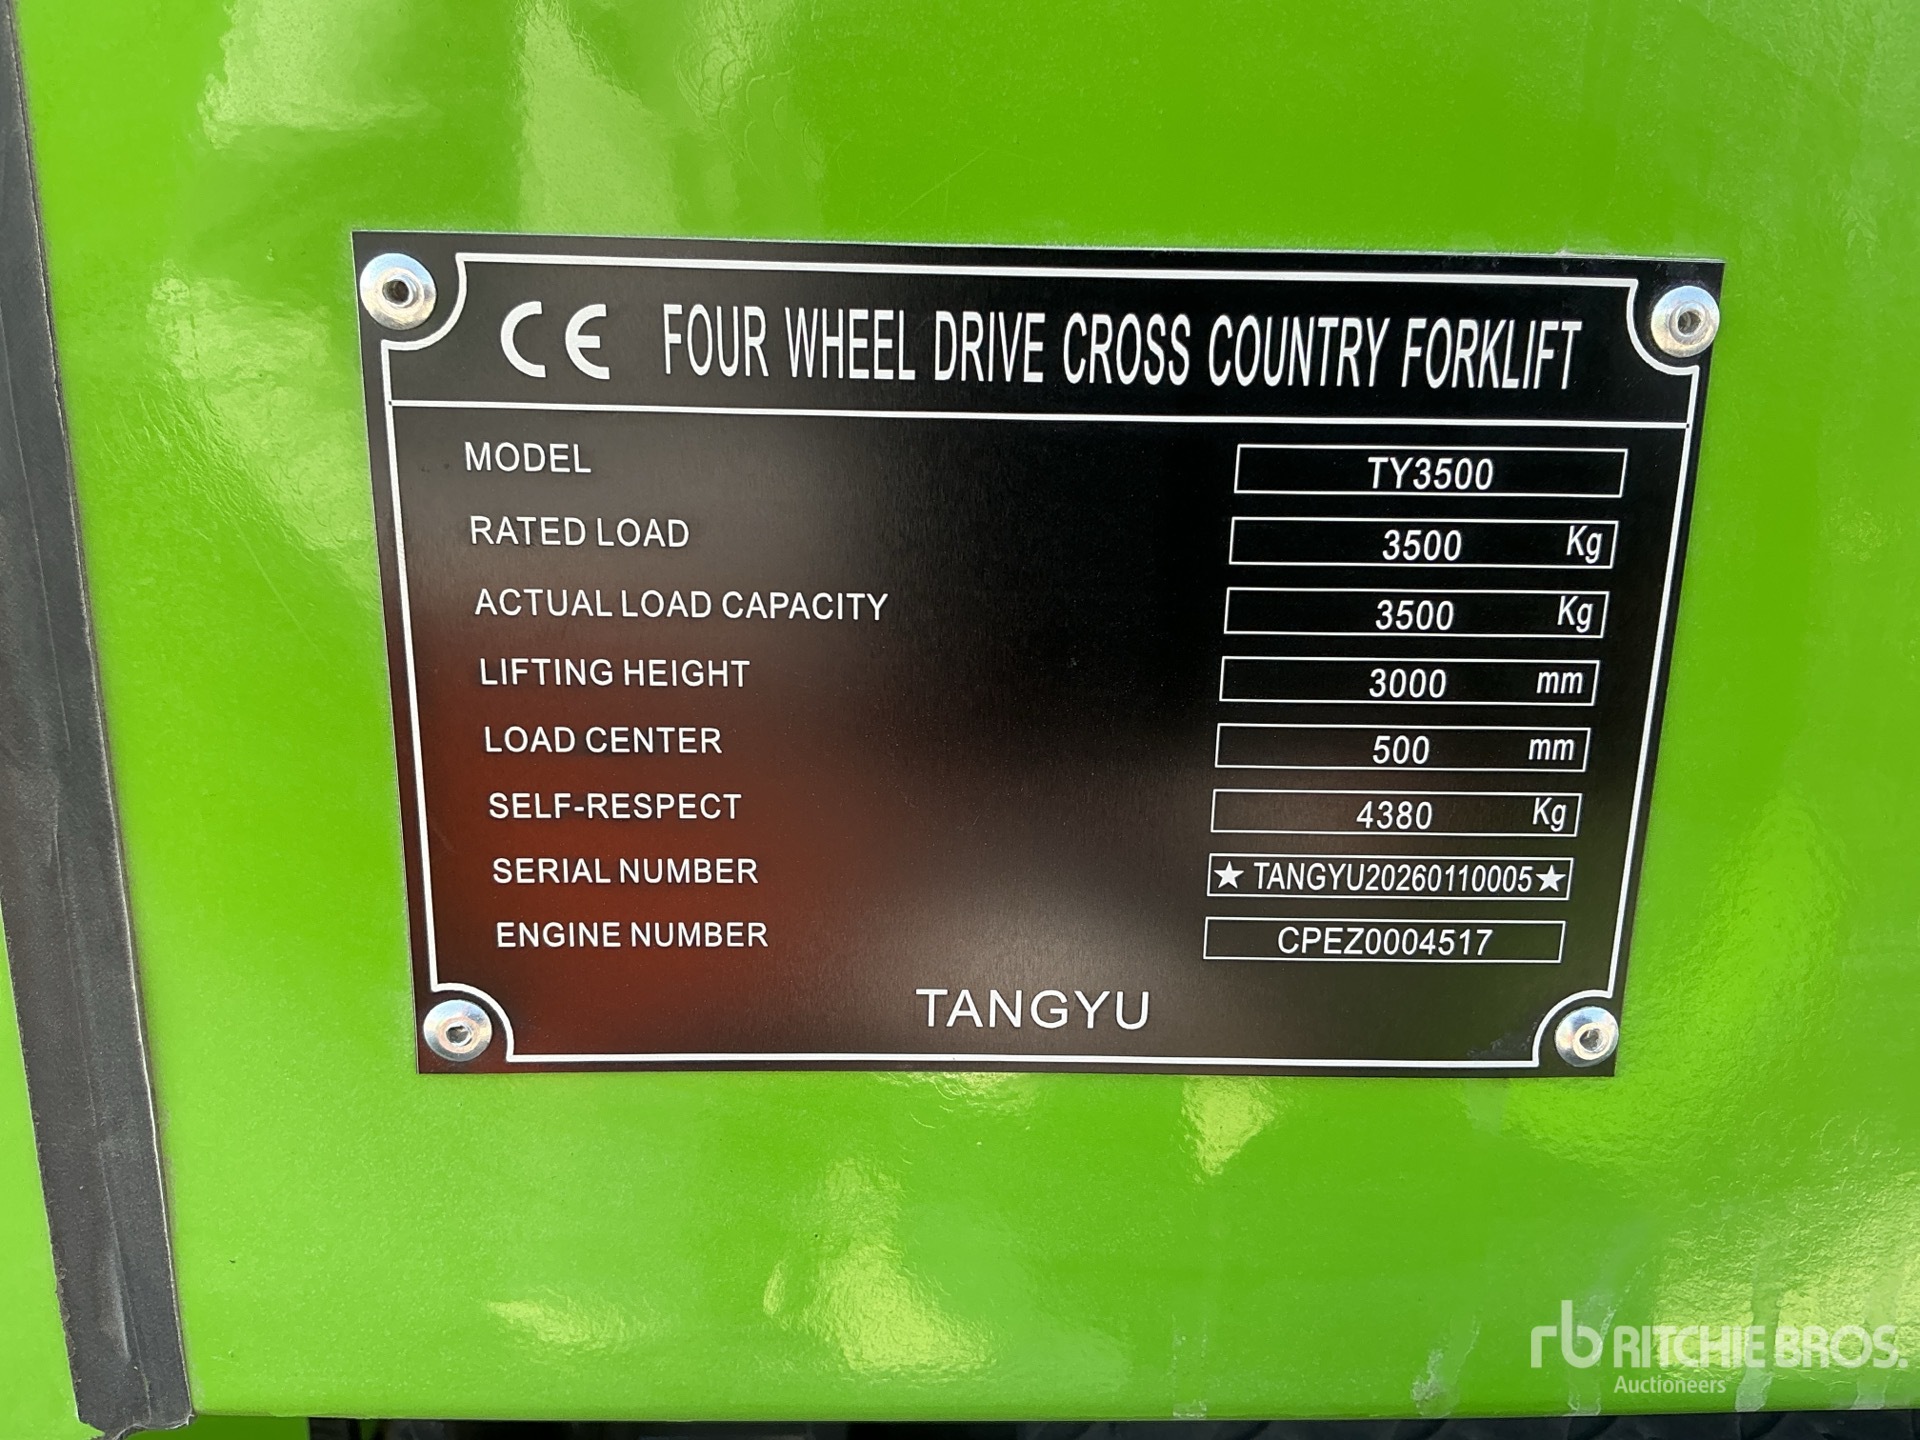 CE FOUR WHEEL DRIVE CROSS COUNTRY FORKLIFT
MODEL TY3500
RATED LOAD 3500 Kg
ACTUAL LOAD CAPACITY 3500 Kg
LIFTING HEIGHT 3000 mm
LOAD CENTER 500 mm
SELF-RESPECT 4380 Kg
SERIAL NUMBER ★TANGYU20260110005★
ENGINE NUMBER CPEZ0004517
TANGYU
rb RITCHIE BROS.
Auctioneers